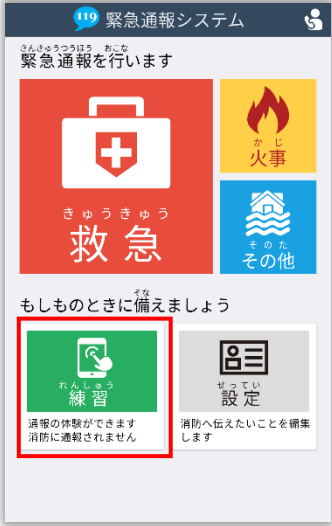 119 緊急通報システム
きんきゅうつうほう おこな
緊急通報を行います
きゅうきゅう
救急
かじ
火事
そのた
その他
そな
もしものときに備えましょう
れんしゅう
練習
通報の体験ができます
消防に通報されません
せってい
設定
消防へ伝えたいことを編集
します